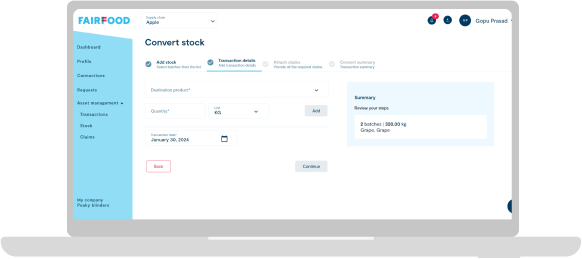 FAIRFOOD
Supply chain
Apple
Gopu Prasad
Dashboard
Profile
Connections
Requests
Asset management
Transactions
Stock
Claims
My company
Peaky blinders
Convert stock
Add stock
Select batches from the list
Transaction details
Add transaction details
Attach claims
Provide all the required claims
Convert summary
Transaction summary
Destination product*
Quantity*
Unit*
KG
Add
Transaction date*
January 30, 2024
Back
Continue
Summary
Review your steps
2 batches | 300.00 kg
Grape, Grape